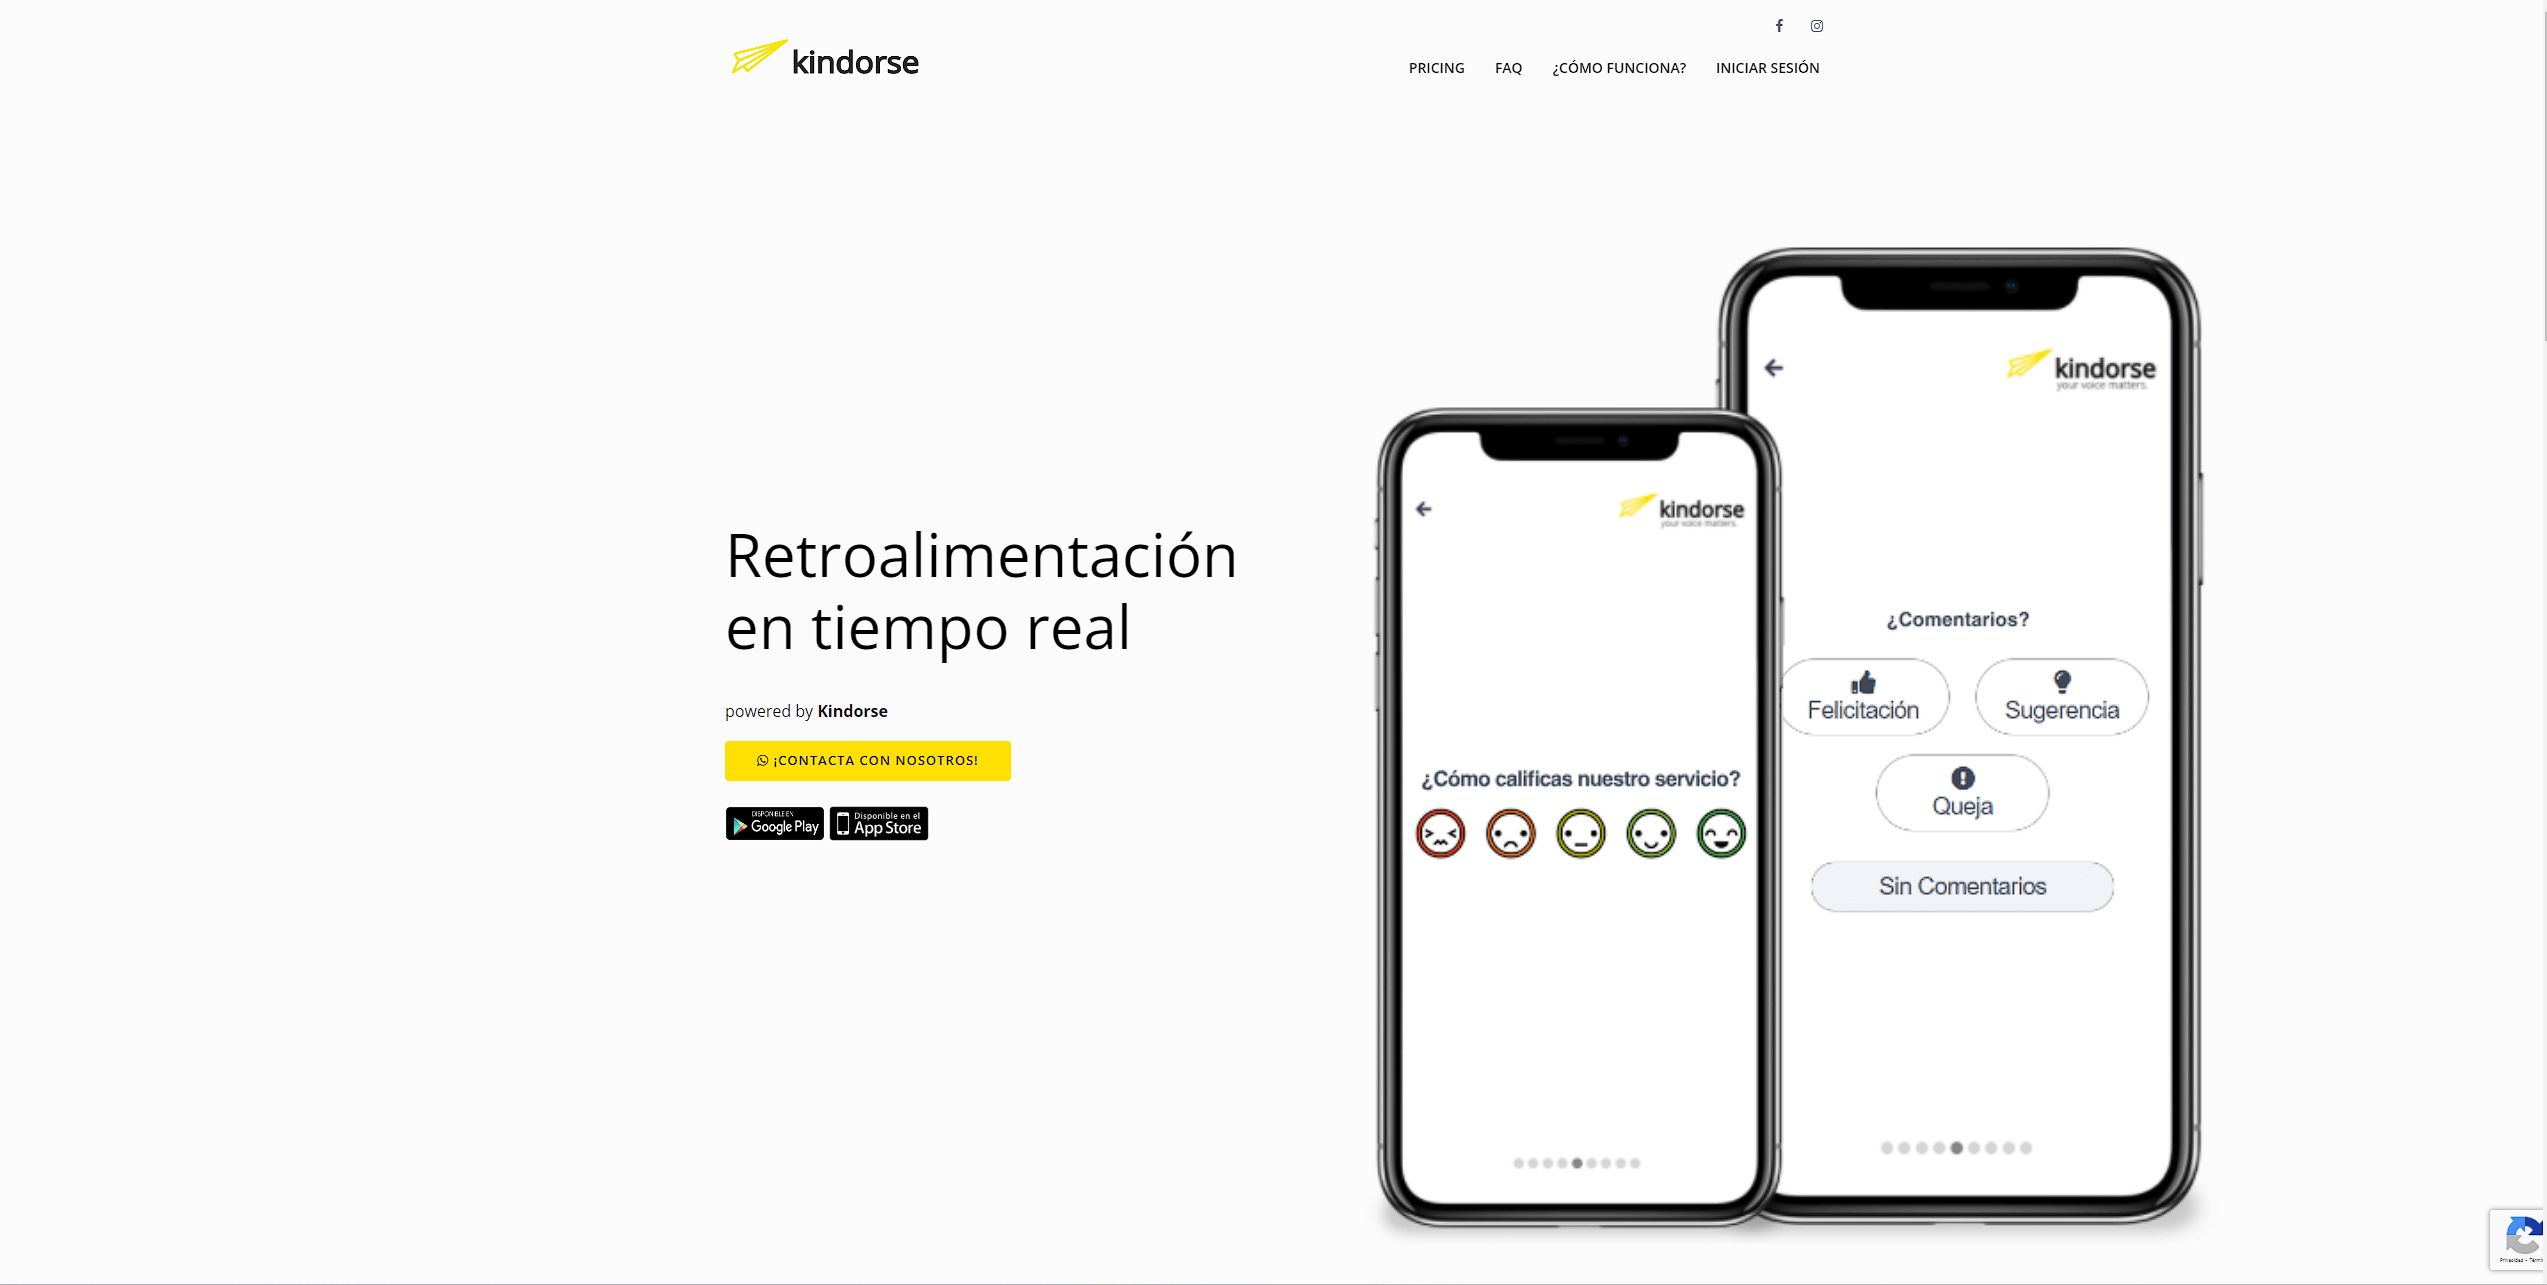 kindorse
PRICING FAQ ¿CÓMO FUNCIONA? INICIAR SESIÓN
Retroalimentación
en tiempo real
powered by Kindorse
¡CONTACTA CON NOSOTROS!
DISPONIBLE EN
Google Play
Disponible en el
App Store
kindorse
your voice matters.
¿Cómo calificas nuestro servicio?
kindorse
your voice matters.
¿Comentarios?
Felicitación
Sugerencia
Queja
Sin Comentarios